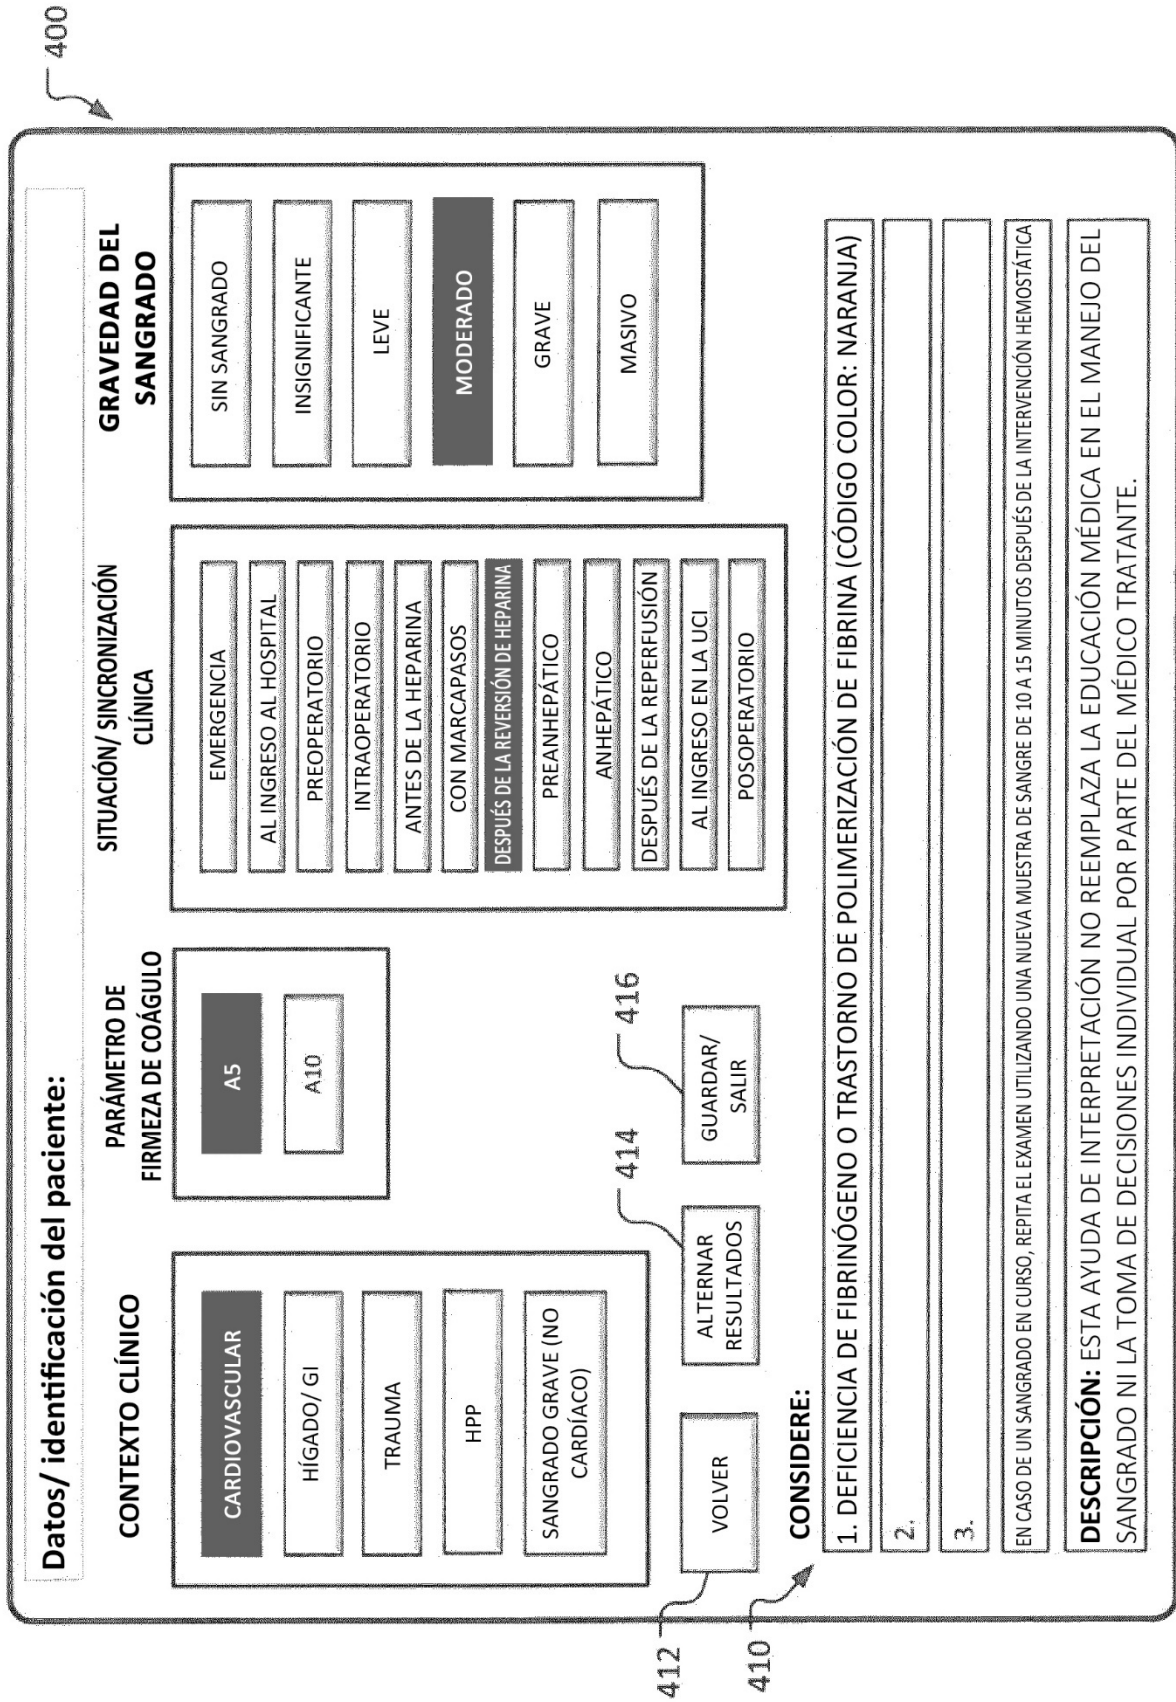 400
Datos/ identificación del paciente:
CONTEXTO CLÍNICO
CARDIOVASCULAR
HÍGADO/ GI
TRAUMA
HPP
SANGRADO GRAVE (NO
CARDÍACO)
PARÁMETRO DE
FIRMEZA DE COÁGULO
A5
A10
SITUACIÓN/ SINCRONIZACIÓN
CLÍNICA
EMERGENCIA
AL INGRESO AL HOSPITAL
PREOPERATORIO
INTRAOPERATORIO
ANTES DE LA HEPARINA
CON MARCAPASOS
DESPUÉS DE LA REVERSIÓN DE HEPARINA
PREANHEPÁTICO
ANHEPÁTICO
DESPUÉS DE LA REPERFUSIÓN
AL INGRESO EN LA UCI
POSOPERATORIO
GRAVEDAD DEL
SANGRADO
SIN SANGRADO
INSIGNIFICANTE
LEVE
MODERADO
GRAVE
MASIVO
412
VOLVER
414
ALTERNAR
RESULTADOS
416
GUARDAR/
SALIR
410
CONSIDERE:
1. DEFICIENCIA DE FIBRINÓGENO O TRASTORNO DE POLIMERIZACIÓN DE FIBRINA (CÓDIGO COLOR: NARANJA)
2.
3.
EN CASO DE UN SANGRADO EN CURSO, REPITA EL EXAMEN UTILIZANDO UNA NUEVA MUESTRA DE SANGRE DE 10 A 15 MINUTOS DESPUÉS DE LA INTERVENCIÓN HEMOSTÁTICA
DESCRIPCIÓN: ESTA AYUDA DE INTERPRETACIÓN NO REEMPLAZA LA EDUCACIÓN MÉDICA EN EL MANEJO DEL
SANGRADO NI LA TOMA DE DECISIONES INDIVIDUAL POR PARTE DEL MÉDICO TRATANTE.